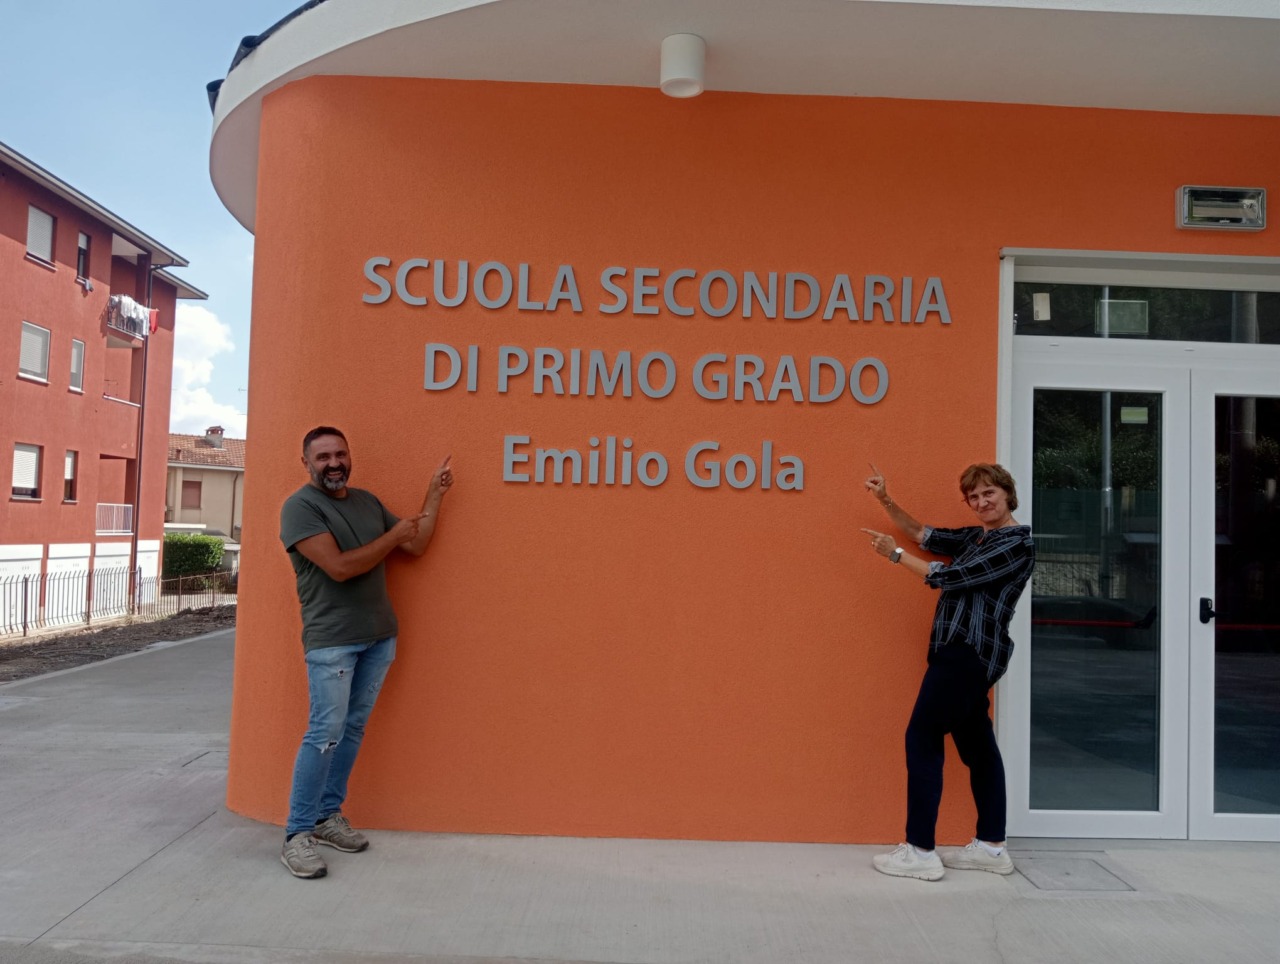 SCUOLA SECONDARIA
DI PRIMO GRADO
Emilio Gola